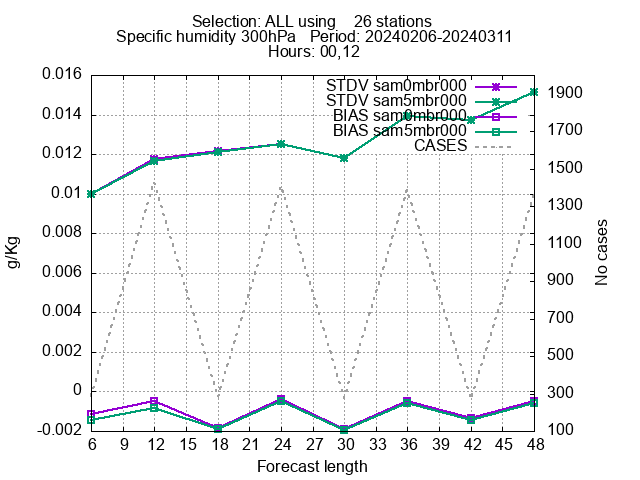 Selection: ALL using    26 stations
Specific humidity 300hPa   Period: 20240206-20240311
Hours: 00,12
STDV sam0mbr000
STDV sam5mbr000
BIAS sam0mbr000
BIAS sam5mbr000
CASES
0.016
0.014
0.012
0.01
0.008
0.006
0.004
0.002
0
-0.002
g/Kg
1900
1700
1500
1300
1100
900
700
500
300
100
No cases
6 9 12 15 18 21 24 27 30 33 36 39 42 45 48
Forecast length